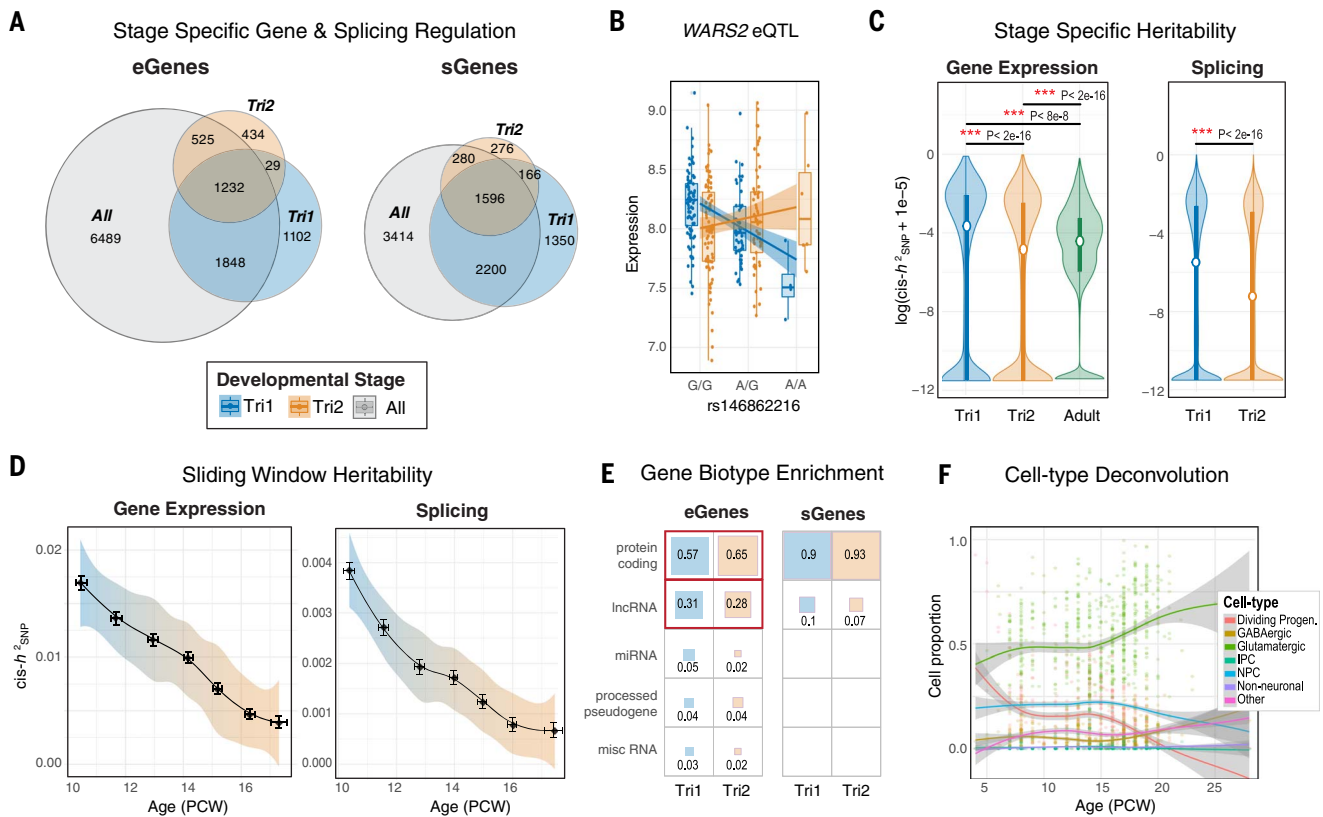 A
Stage Specific Gene & Splicing Regulation
eGenes
sGenes
Tri2
525
434
29
1232
All
6489
Tri1
1102
1848
Tri2
276
280
166
1596
All
3414
Tri1
1350
2200
Developmental Stage
Tri1
Tri2
All
B
WARS2 eQTL
Expression
9.0
8.5
8.0
7.5
7.0
G/G
A/G
A/A
rs146862216
C
Stage Specific Heritability
Gene Expression
Splicing
log(cis-h²SNP + 1e−5)
*** P< 2e-16
*** P< 8e-8
*** P< 2e-16
0
−4
−8
−12
Tri1
Tri2
Adult
*** P< 2e-16
0
−4
−8
−12
Tri1
Tri2
D
Sliding Window Heritability
Gene Expression
Splicing
cis-h²SNP
0.02
0.01
0.00
10
12
14
16
Age (PCW)
0.004
0.003
0.002
0.001
0.000
10
12
14
16
Age (PCW)
E
Gene Biotype Enrichment
eGenes
sGenes
protein
coding
0.57
0.65
0.9
0.93
lncRNA
0.31
0.28
0.1
0.07
miRNA
0.05
0.02
processed
pseudogene
0.04
0.04
misc RNA
0.03
0.02
Tri1
Tri2
Tri1
Tri2
F
Cell-type Deconvolution
Cell proportion
1.0
0.5
0.0
5
10
15
20
25
Age (PCW)
Cell-type
Dividing Progen.
GABAergic
Glutamatergic
IPC
NPC
Non-neuronal
Other